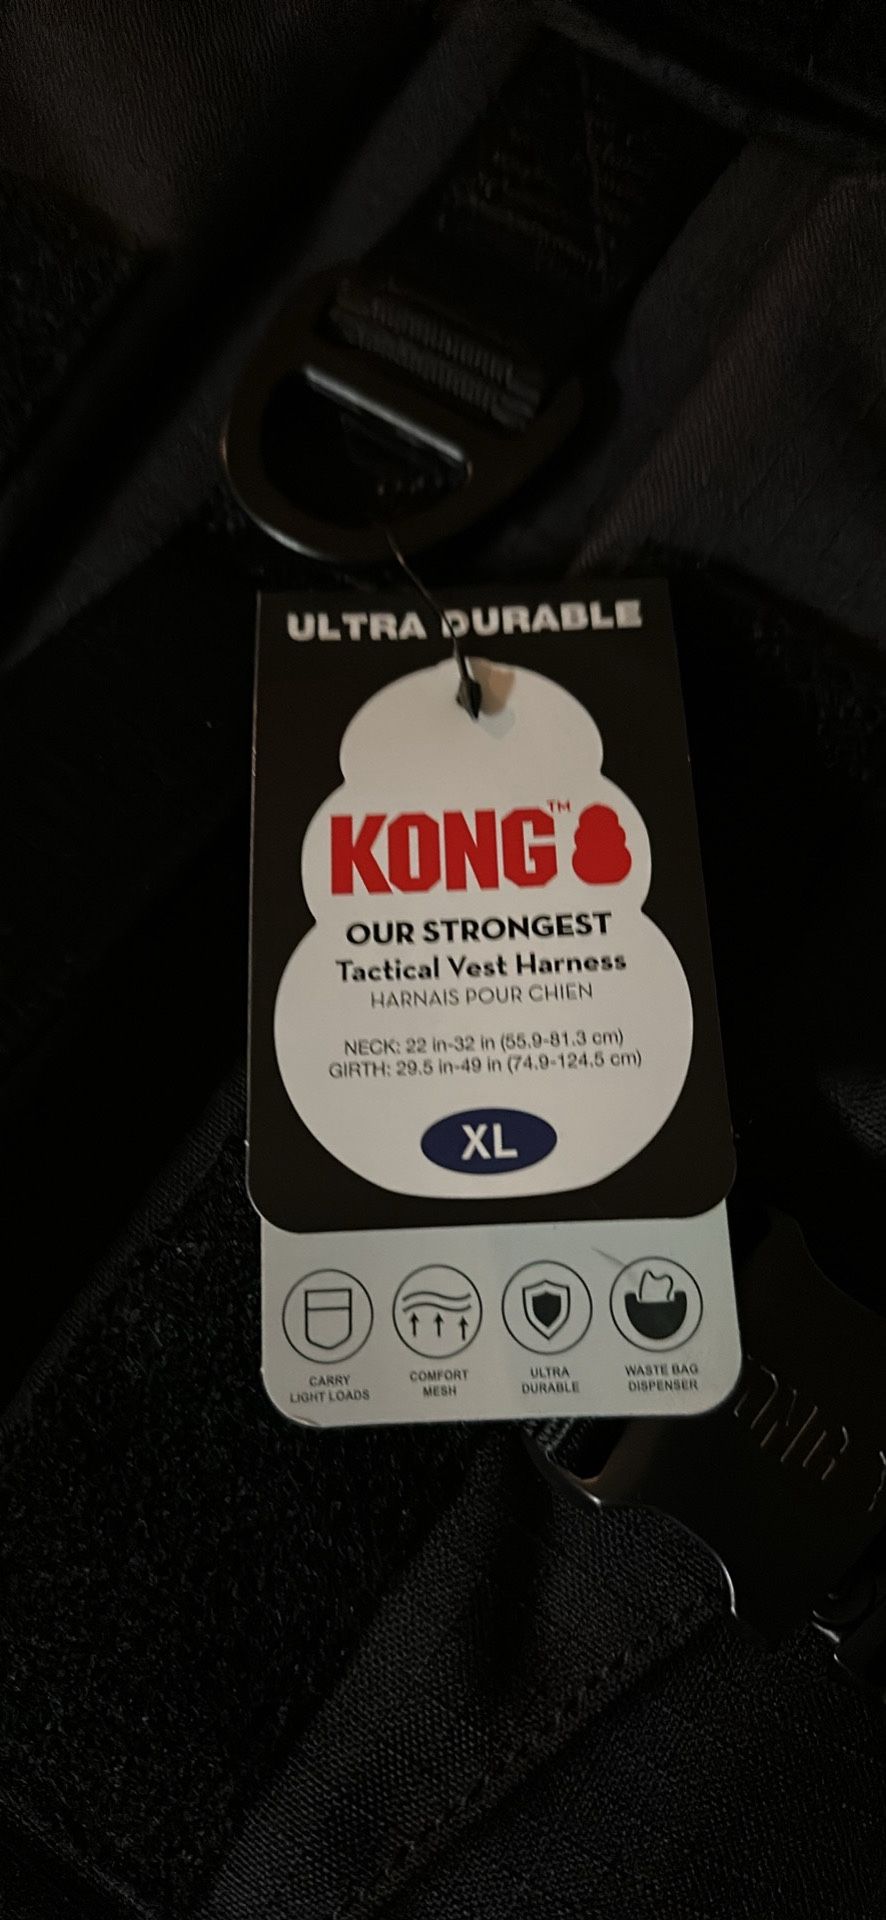 ULTRA DURABLE
KONG™
OUR STRONGEST
Tactical Vest Harness
HARNAIS POUR CHIEN
NECK: 22 in-32 in (55.9-81.3 cm)
GIRTH: 29.5 in-49 in (74.9-124.5 cm)
XL
CARRY
LIGHT LOADS
COMFORT
MESH
ULTRA
DURABLE
WASTE BAG
DISPENSER